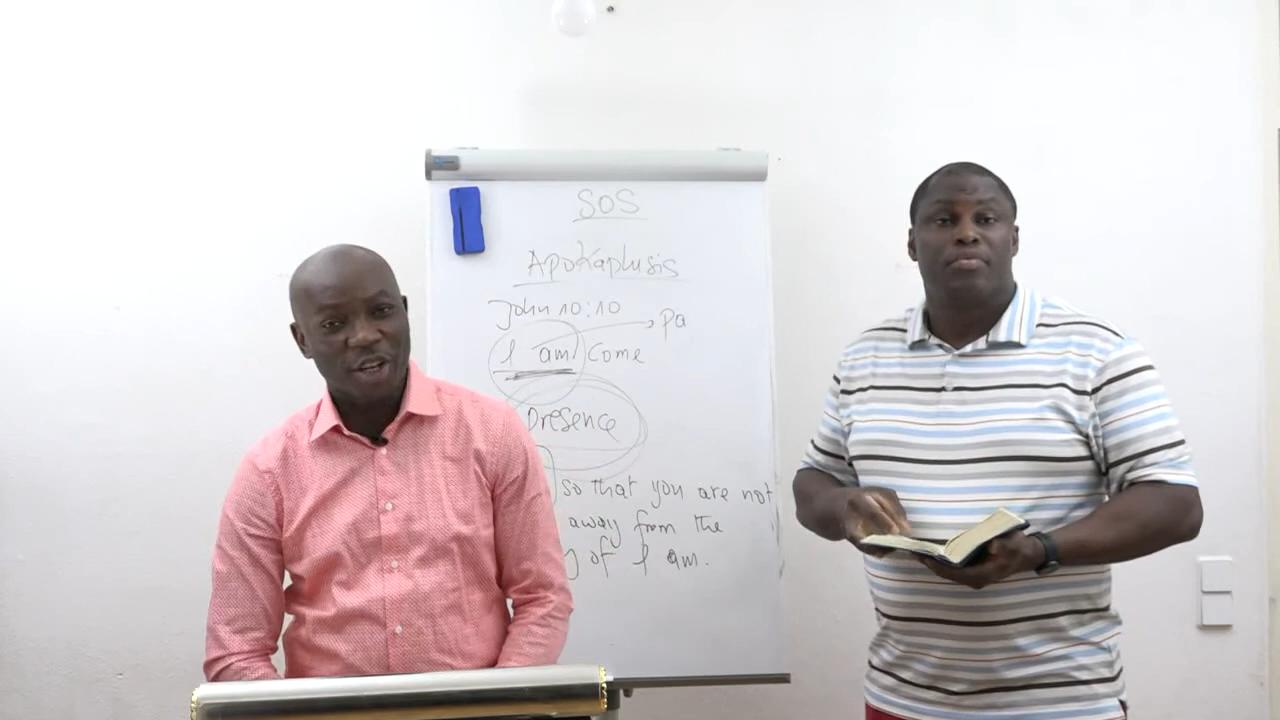 SOS
Apokaplusis
John 10:10
pa
I am Come
Presence
so that you are not
away from the
of I am.